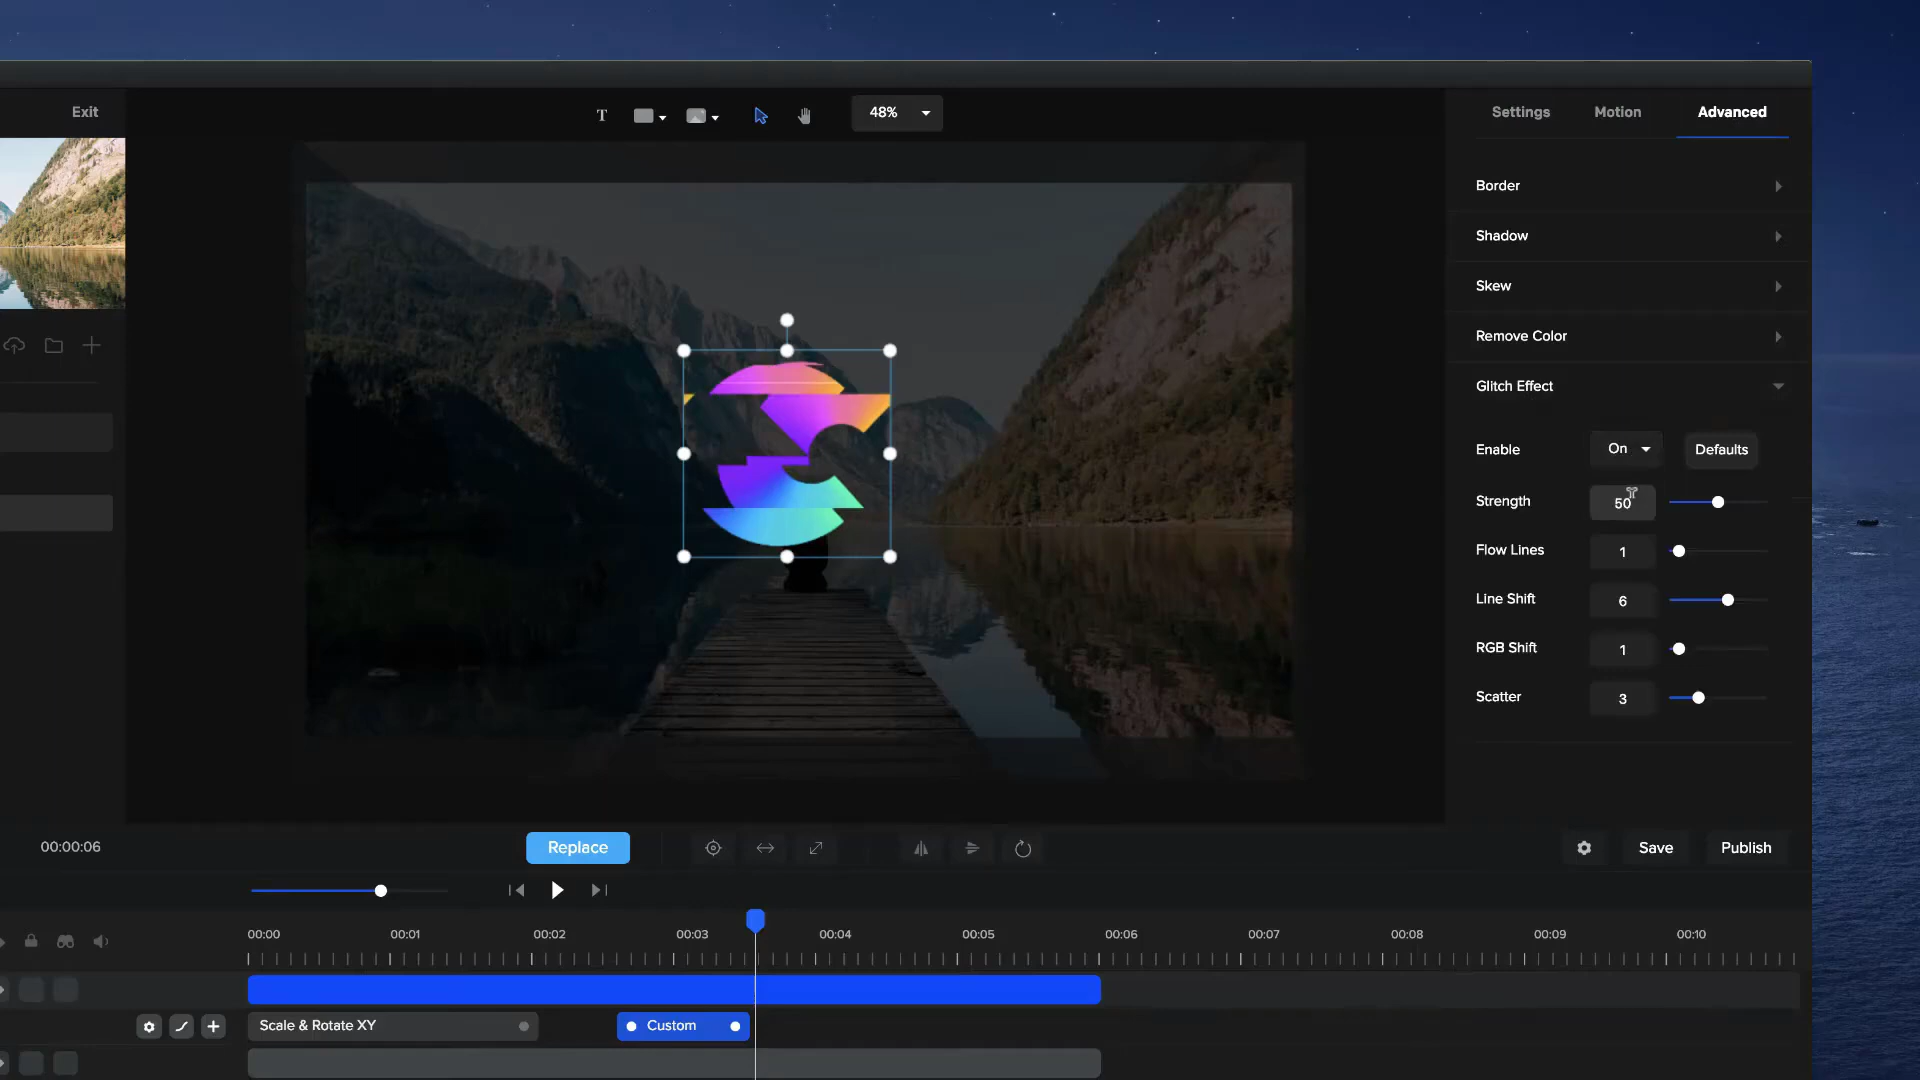 Exit
T
48%
Settings
Motion
Advanced
Border
Shadow
Skew
Remove Color
Glitch Effect
Enable
On
Defaults
Strength
50
Flow Lines
1
Line Shift
6
RGB Shift
1
Scatter
3
00:00:06
Replace
Save
Publish
00:00
00:01
00:02
00:03
00:04
00:05
00:06
00:07
00:08
00:09
00:10
Scale & Rotate XY
Custom